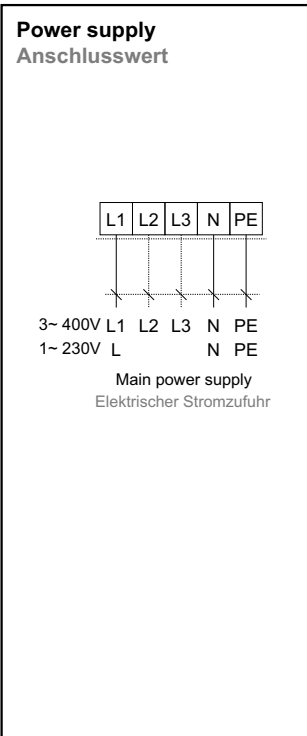 Power supply
Anschlusswert
L1 L2 L3 N PE
3~ 400V L1 L2 L3 N PE
1~ 230V L N PE
Main power supply
Elektrischer Stromzufuhr